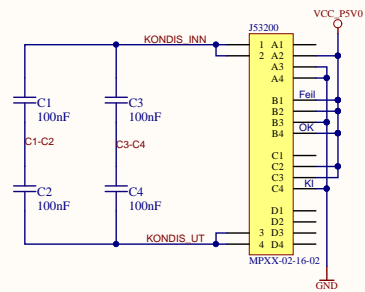 VCC_P5V0
J53200
KONDIS_INN
1 A1
2 A2
A3
A4
Feil B1
B2
B3
OK B4
C1
C2
C3
KI C4
D1
D2
3 D3
4 D4
C1
100nF
C3
100nF
C1-C2
C3-C4
C2
100nF
C4
100nF
KONDIS_UT
MPXX-02-16-02
GND